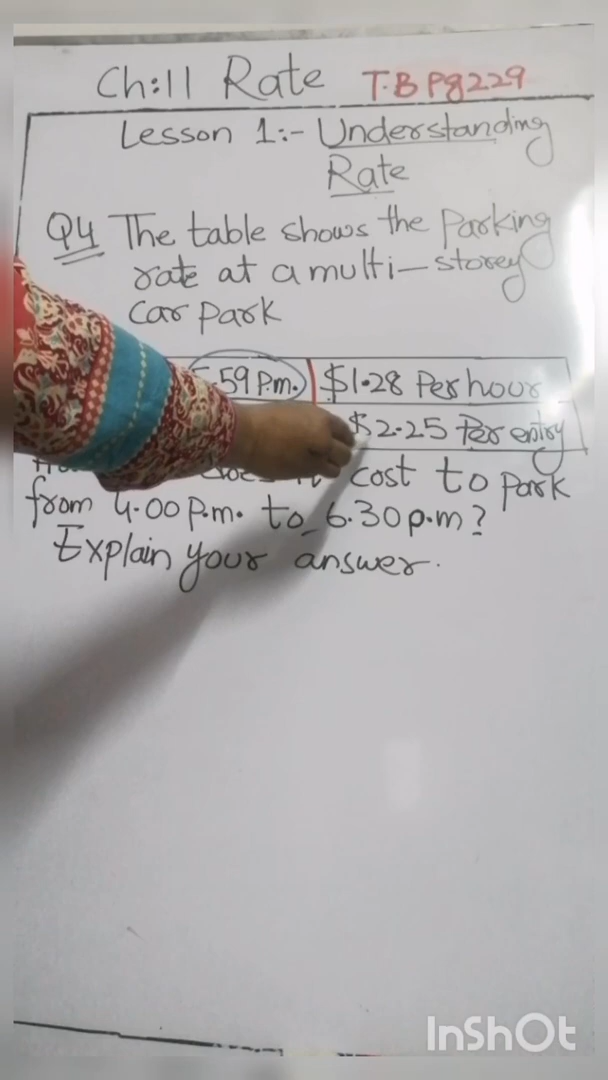 Ch:11 Rate T.B Pg229
Lesson 1:- Understanding
Rate
Q4 The table shows the Parking
rate at a multi-storey
Car Park
5.59 P.m. $1.28 Per hour
$2.25 Per entry
cost to park
from 4.00 p.m. to 6.30 p.m?
Explain your answer.
InShOt